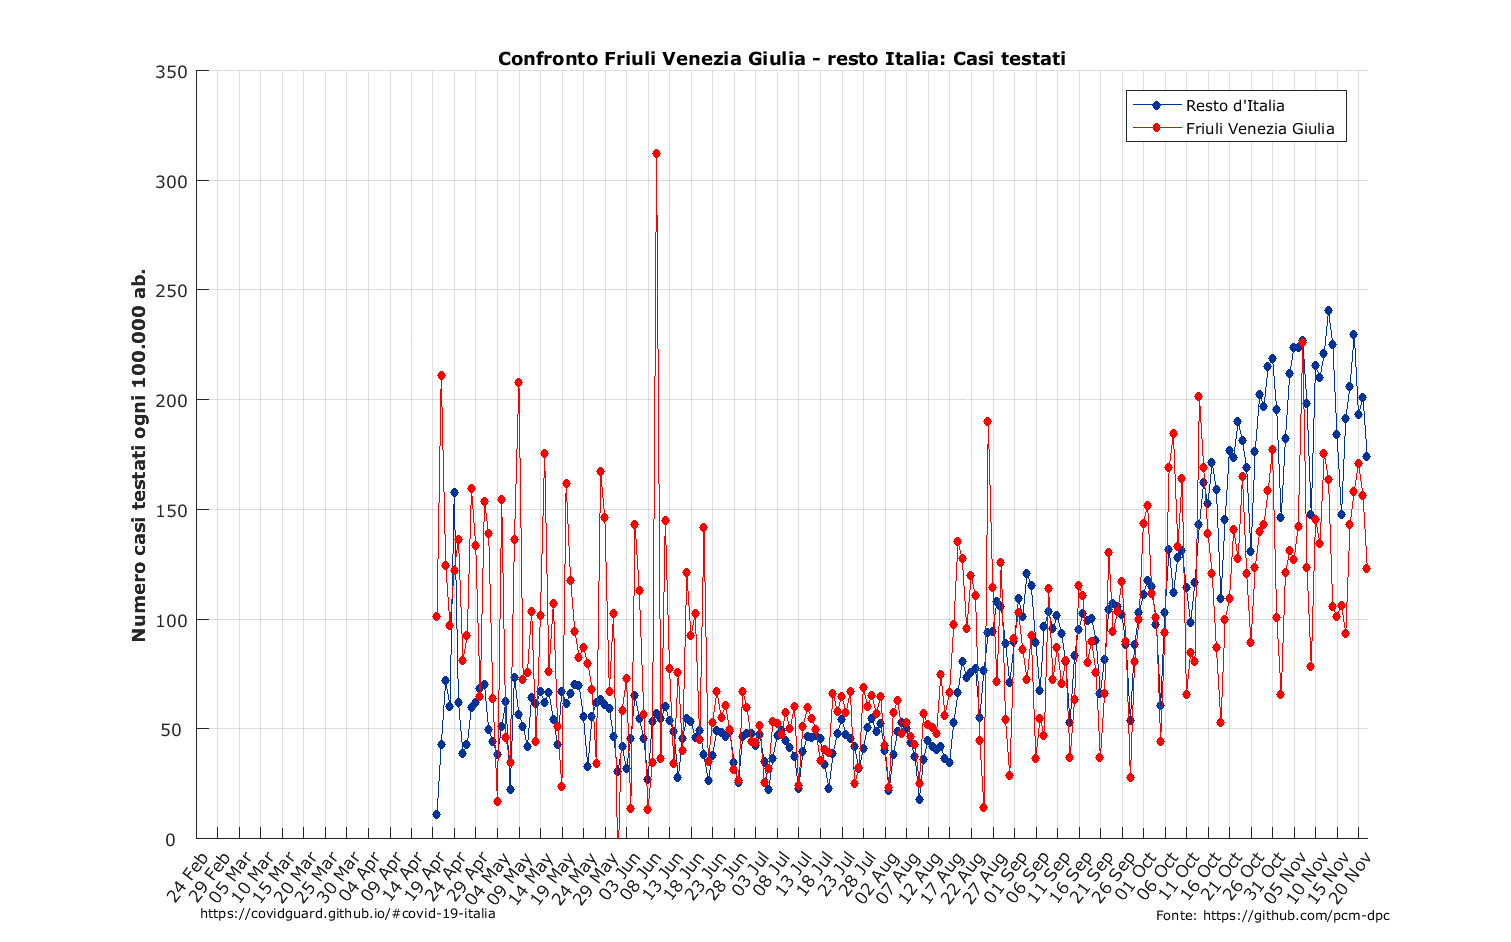 Confronto Friuli Venezia Giulia - resto Italia: Casi testati
Resto d'Italia
Friuli Venezia Giulia
Numero casi testati ogni 100.000 ab.
350
300
250
200
150
100
50
0
24 Feb
29 Feb
05 Mar
10 Mar
15 Mar
20 Mar
25 Mar
30 Mar
04 Apr
09 Apr
14 Apr
19 Apr
24 Apr
29 Apr
04 May
09 May
14 May
19 May
24 May
29 May
03 Jun
08 Jun
13 Jun
18 Jun
23 Jun
28 Jun
03 Jul
08 Jul
13 Jul
18 Jul
23 Jul
28 Jul
02 Aug
07 Aug
12 Aug
17 Aug
22 Aug
27 Aug
01 Sep
06 Sep
11 Sep
16 Sep
21 Sep
26 Sep
01 Oct
06 Oct
11 Oct
16 Oct
21 Oct
26 Oct
31 Oct
05 Nov
10 Nov
15 Nov
20 Nov
https://covidguard.github.io/#covid-19-italia
Fonte: https://github.com/pcm-dpc